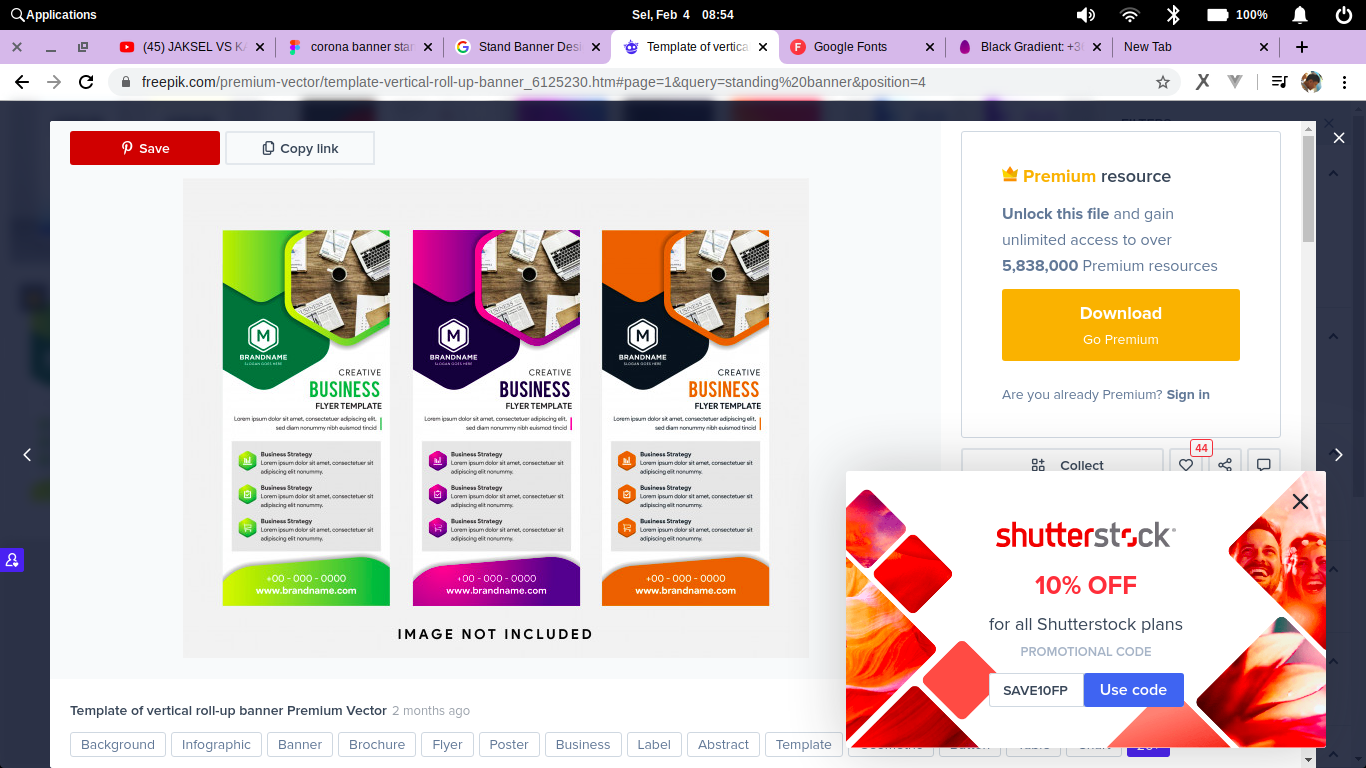 Applications
Sel, Feb 4 08:54
100%
(45) JAKSEL VS KA
corona banner stan
Stand Banner Desi
Template of vertica
Google Fonts
Black Gradient: +36
New Tab
freepik.com/premium-vector/template-vertical-roll-up-banner_6125230.htm#page=1&query=standing%20banner&position=4
Save
Copy link
M
BRANDNAME
SLOGAN GOES HERE
CREATIVE
BUSINESS
FLYER TEMPLATE
Lorem ipsum dolor sit amet, consectetuer adipiscing elit,
sed diam nonummy nibh euismod tincid
Business Strategy
Lorem ipsum dolor sit amet, consectetuer sit
adipiscing elit nonummy.
Business Strategy
Lorem ipsum dolor sit amet, consectetuer sit
adipiscing elit nonummy.
Business Strategy
Lorem ipsum dolor sit amet, consectetuer sit
adipiscing elit nonummy.
+00 - 000 - 0000
www.brandname.com
M
BRANDNAME
SLOGAN GOES HERE
CREATIVE
BUSINESS
FLYER TEMPLATE
Lorem ipsum dolor sit amet, consectetuer adipiscing elit,
sed diam nonummy nibh euismod tincid
Business Strategy
Lorem ipsum dolor sit amet, consectetuer sit
adipiscing elit nonummy.
Business Strategy
Lorem ipsum dolor sit amet, consectetuer sit
adipiscing elit nonummy.
Business Strategy
Lorem ipsum dolor sit amet, consectetuer sit
adipiscing elit nonummy.
+00 - 000 - 0000
www.brandname.com
M
BRANDNAME
SLOGAN GOES HERE
CREATIVE
BUSINESS
FLYER TEMPLATE
Lorem ipsum dolor sit amet, consectetuer adipiscing elit,
sed diam nonummy nibh euismod tincid
Business Strategy
Lorem ipsum dolor sit amet, consectetuer sit
adipiscing elit nonummy.
Business Strategy
Lorem ipsum dolor sit amet, consectetuer sit
adipiscing elit nonummy.
Business Strategy
Lorem ipsum dolor sit amet, consectetuer sit
adipiscing elit nonummy.
+00 - 000 - 0000
www.brandname.com
IMAGE NOT INCLUDED
Premium resource
Unlock this file and gain
unlimited access to over
5,838,000 Premium resources
Download
Go Premium
Are you already Premium? Sign in
44
Collect
shutterstock
10% OFF
for all Shutterstock plans
PROMOTIONAL CODE
SAVE10FP
Use code
Template of vertical roll-up banner Premium Vector 2 months ago
Background Infographic Banner Brochure Flyer Poster Business Label Abstract Template